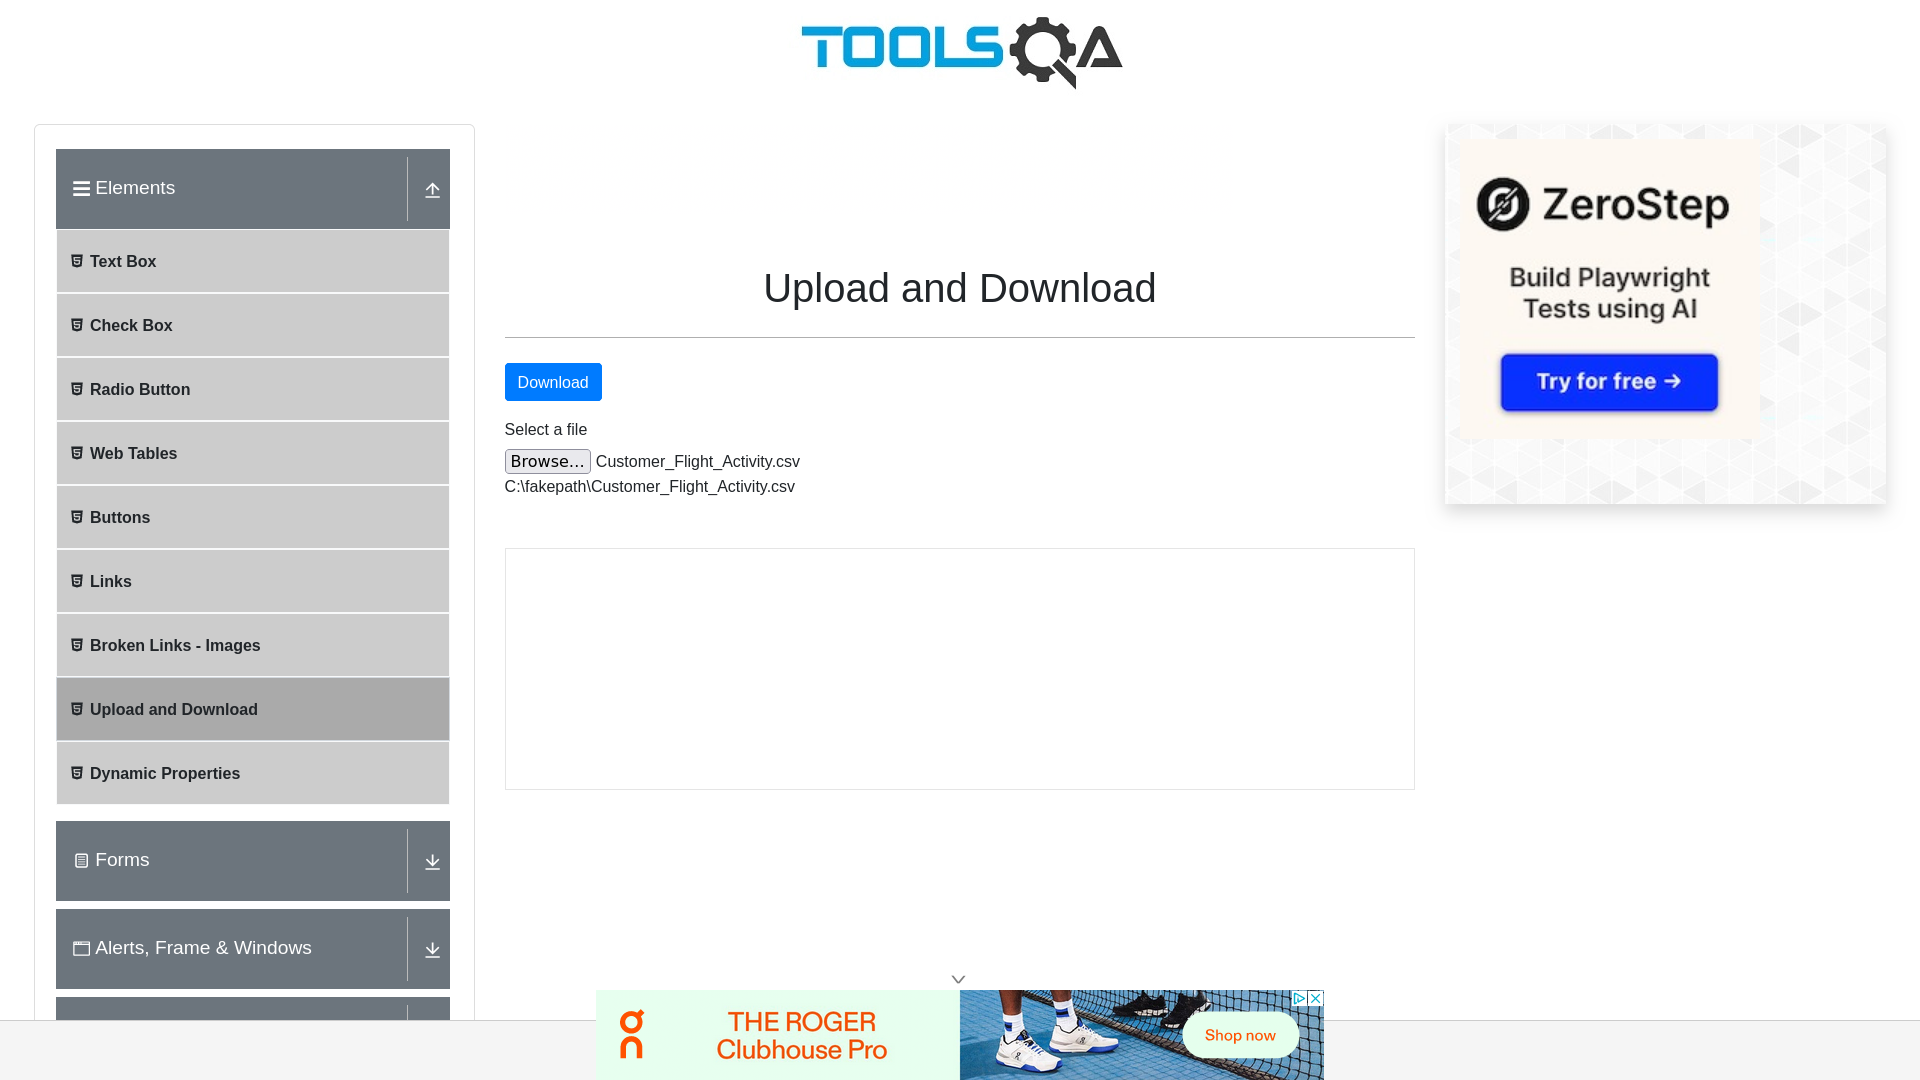 TOOLSQA
Elements
Text Box
Check Box
Radio Button
Web Tables
Buttons
Links
Broken Links - Images
Upload and Download
Dynamic Properties
Forms
Alerts, Frame & Windows
Upload and Download
Download
Select a file
Browse... Customer_Flight_Activity.csv
C:\fakepath\Customer_Flight_Activity.csv
ZeroStep
Build Playwright
Tests using AI
Try for free →
on
THE ROGER
Clubhouse Pro
Shop now